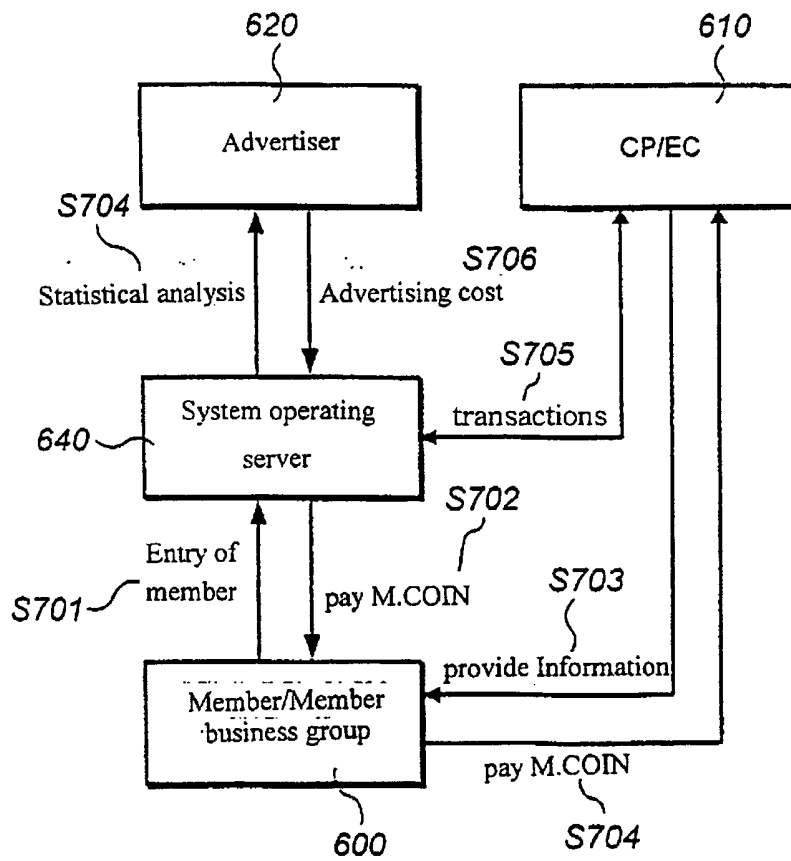 620
610
Advertiser
CP/EC
S704
S706
Statistical analysis
Advertising cost
S705
System operating
server
transactions
640
S702
Entry of
member
S701
pay M.COIN
S703
provide Information
Member/Member
business group
pay M.COIN
600
S704